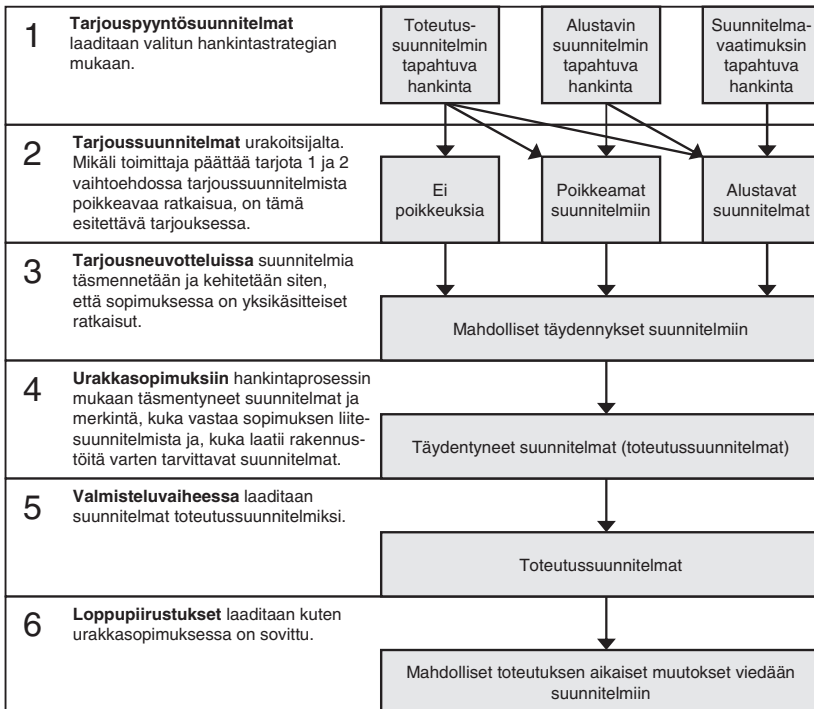 1
Tarjouspyyntösuunnitelmat
laaditaan valitun hankintastrategian
mukaan.
Toteutus-
suunnitelmin
tapahtuva
hankinta
Alustavin
suunnitelmin
tapahtuva
hankinta
Suunnitelma-
vaatimuksin
tapahtuva
hankinta
2
Tarjoussuunnitelmat urakoitsijalta.
Mikäli toimittaja päättää tarjota 1 ja 2
vaihtoehdossa tarjoussuunnitelmista
poikkeavaa ratkaisua, on tämä
esitettävä tarjouksessa.
Ei
poikkeuksia
Poikkeamat
suunnitelmiin
Alustavat
suunnitelmat
3
Tarjousneuvotteluissa suunnitelmia
täsmennetään ja kehitetään siten,
että sopimuksessa on yksikäsitteiset
ratkaisut.
Mahdolliset täydennykset suunnitelmiin
4
Urakkasopimuksiin hankintaprosessin
mukaan täsmentyneet suunnitelmat ja
merkintä, kuka vastaa sopimuksen liite-
suunnitelmista ja, kuka laatii rakennus-
töitä varten tarvittavat suunnitelmat.
Täydentyneet suunnitelmat (toteutussuunnitelmat)
5
Valmisteluvaiheessa laaditaan
suunnitelmat toteutussuunnitelmiksi.
Toteutussuunnitelmat
6
Loppupiirustukset laaditaan kuten
urakkasopimuksessa on sovittu.
Mahdolliset toteutuksen aikaiset muutokset viedään
suunnitelmiin